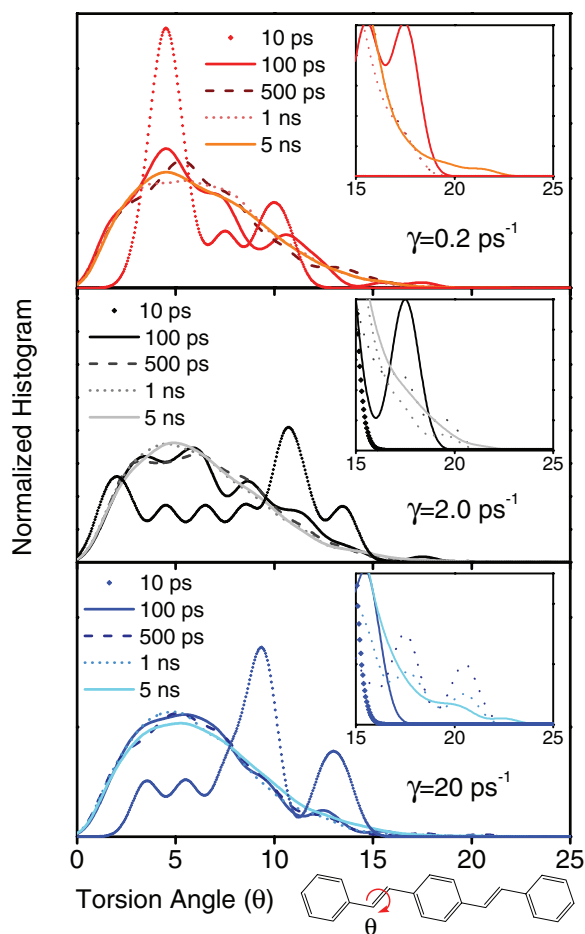 10 ps
100 ps
500 ps
1 ns
5 ns
15 20 25
γ=0.2 ps⁻¹
10 ps
100 ps
500 ps
1 ns
5 ns
15 20 25
γ=2.0 ps⁻¹
10 ps
100 ps
500 ps
1 ns
5 ns
15 20 25
γ=20 ps⁻¹
Normalized Histogram
0 5 10 15 20 25
Torsion Angle (θ)
θ